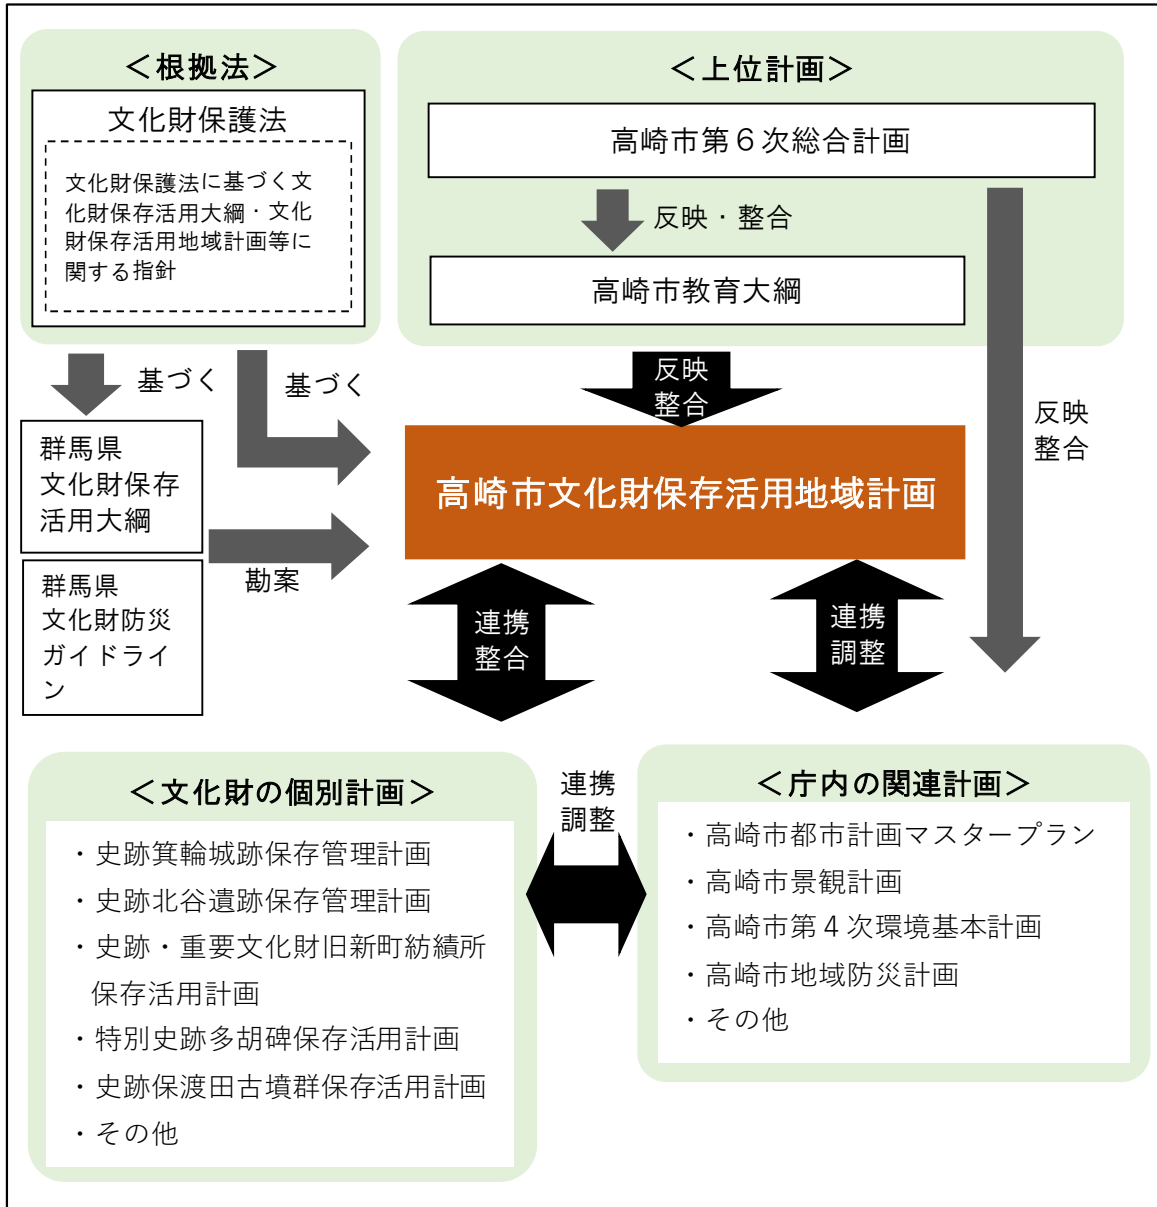 ＜根拠法＞
文化財保護法
文化財保護法に基づく文
化財保存活用大綱・文化
財保存活用地域計画等に
関する指針
＜上位計画＞
高崎市第６次総合計画
反映・整合
高崎市教育大綱
基づく
基づく
反映
整合
反映
整合
群馬県
文化財保存
活用大綱
高崎市文化財保存活用地域計画
勘案
群馬県
文化財防災
ガイドライ
ン
連携
整合
連携
調整
＜文化財の個別計画＞
・史跡箕輪城跡保存管理計画
・史跡北谷遺跡保存管理計画
・史跡・重要文化財旧新町紡績所
保存活用計画
・特別史跡多胡碑保存活用計画
・史跡保渡田古墳群保存活用計画
・その他
連携
調整
＜庁内の関連計画＞
・高崎市都市計画マスタープラン
・高崎市景観計画
・高崎市第４次環境基本計画
・高崎市地域防災計画
・その他